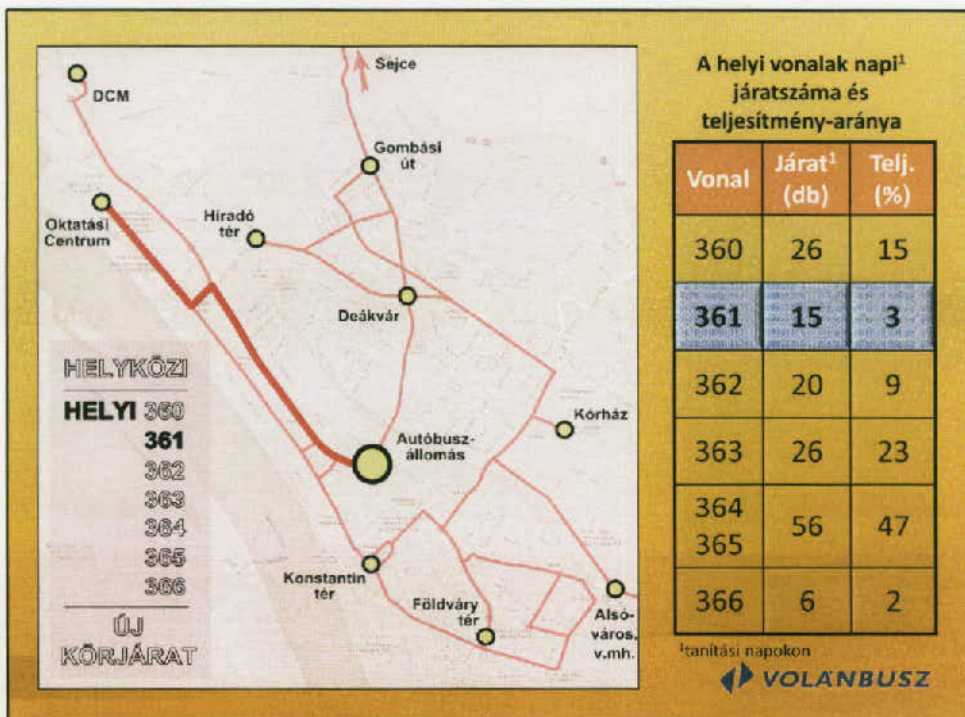 Sejce
DCM
Gombási
út
Oktatási
Centrum
Híradó
tér
Deákvár
Kórház
Autóbusz-
állomás
Konstantin
tér
Földváry
tér
Alsó-
város,
v.mh.
HELYKÖZI
HELYI 360
361
362
363
364
365
366
ÚJ
KÖRJÁRAT
A helyi vonalak napi¹
járatszáma és
teljesítmény-aránya
Vonal Járat¹ (db) Telj. (%)
360 26 15
361 15 3
362 20 9
363 26 23
364 365 56 47
366 6 2
¹tanítási napokon
VOLÁNBUSZ